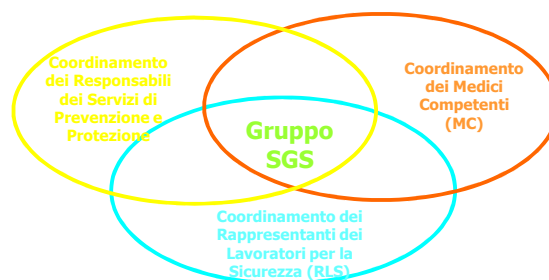 Coordinamento
dei Responsabili
dei Servizi di
Prevenzione e
Protezione
Coordinamento
dei Medici
Competenti
(MC)
Gruppo
SGS
Coordinamento dei
Rappresentanti dei
Lavoratori per la
Sicurezza (RLS)